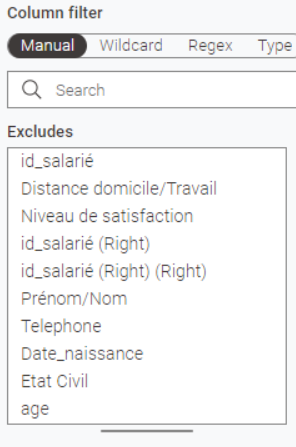 Column filter
Manual Wildcard Regex Type
Search
Excludes
id_salarié
Distance domicile/Travail
Niveau de satisfaction
id_salarié (Right)
id_salarié (Right) (Right)
Prénom/Nom
Telephone
Date_naissance
Etat Civil
age